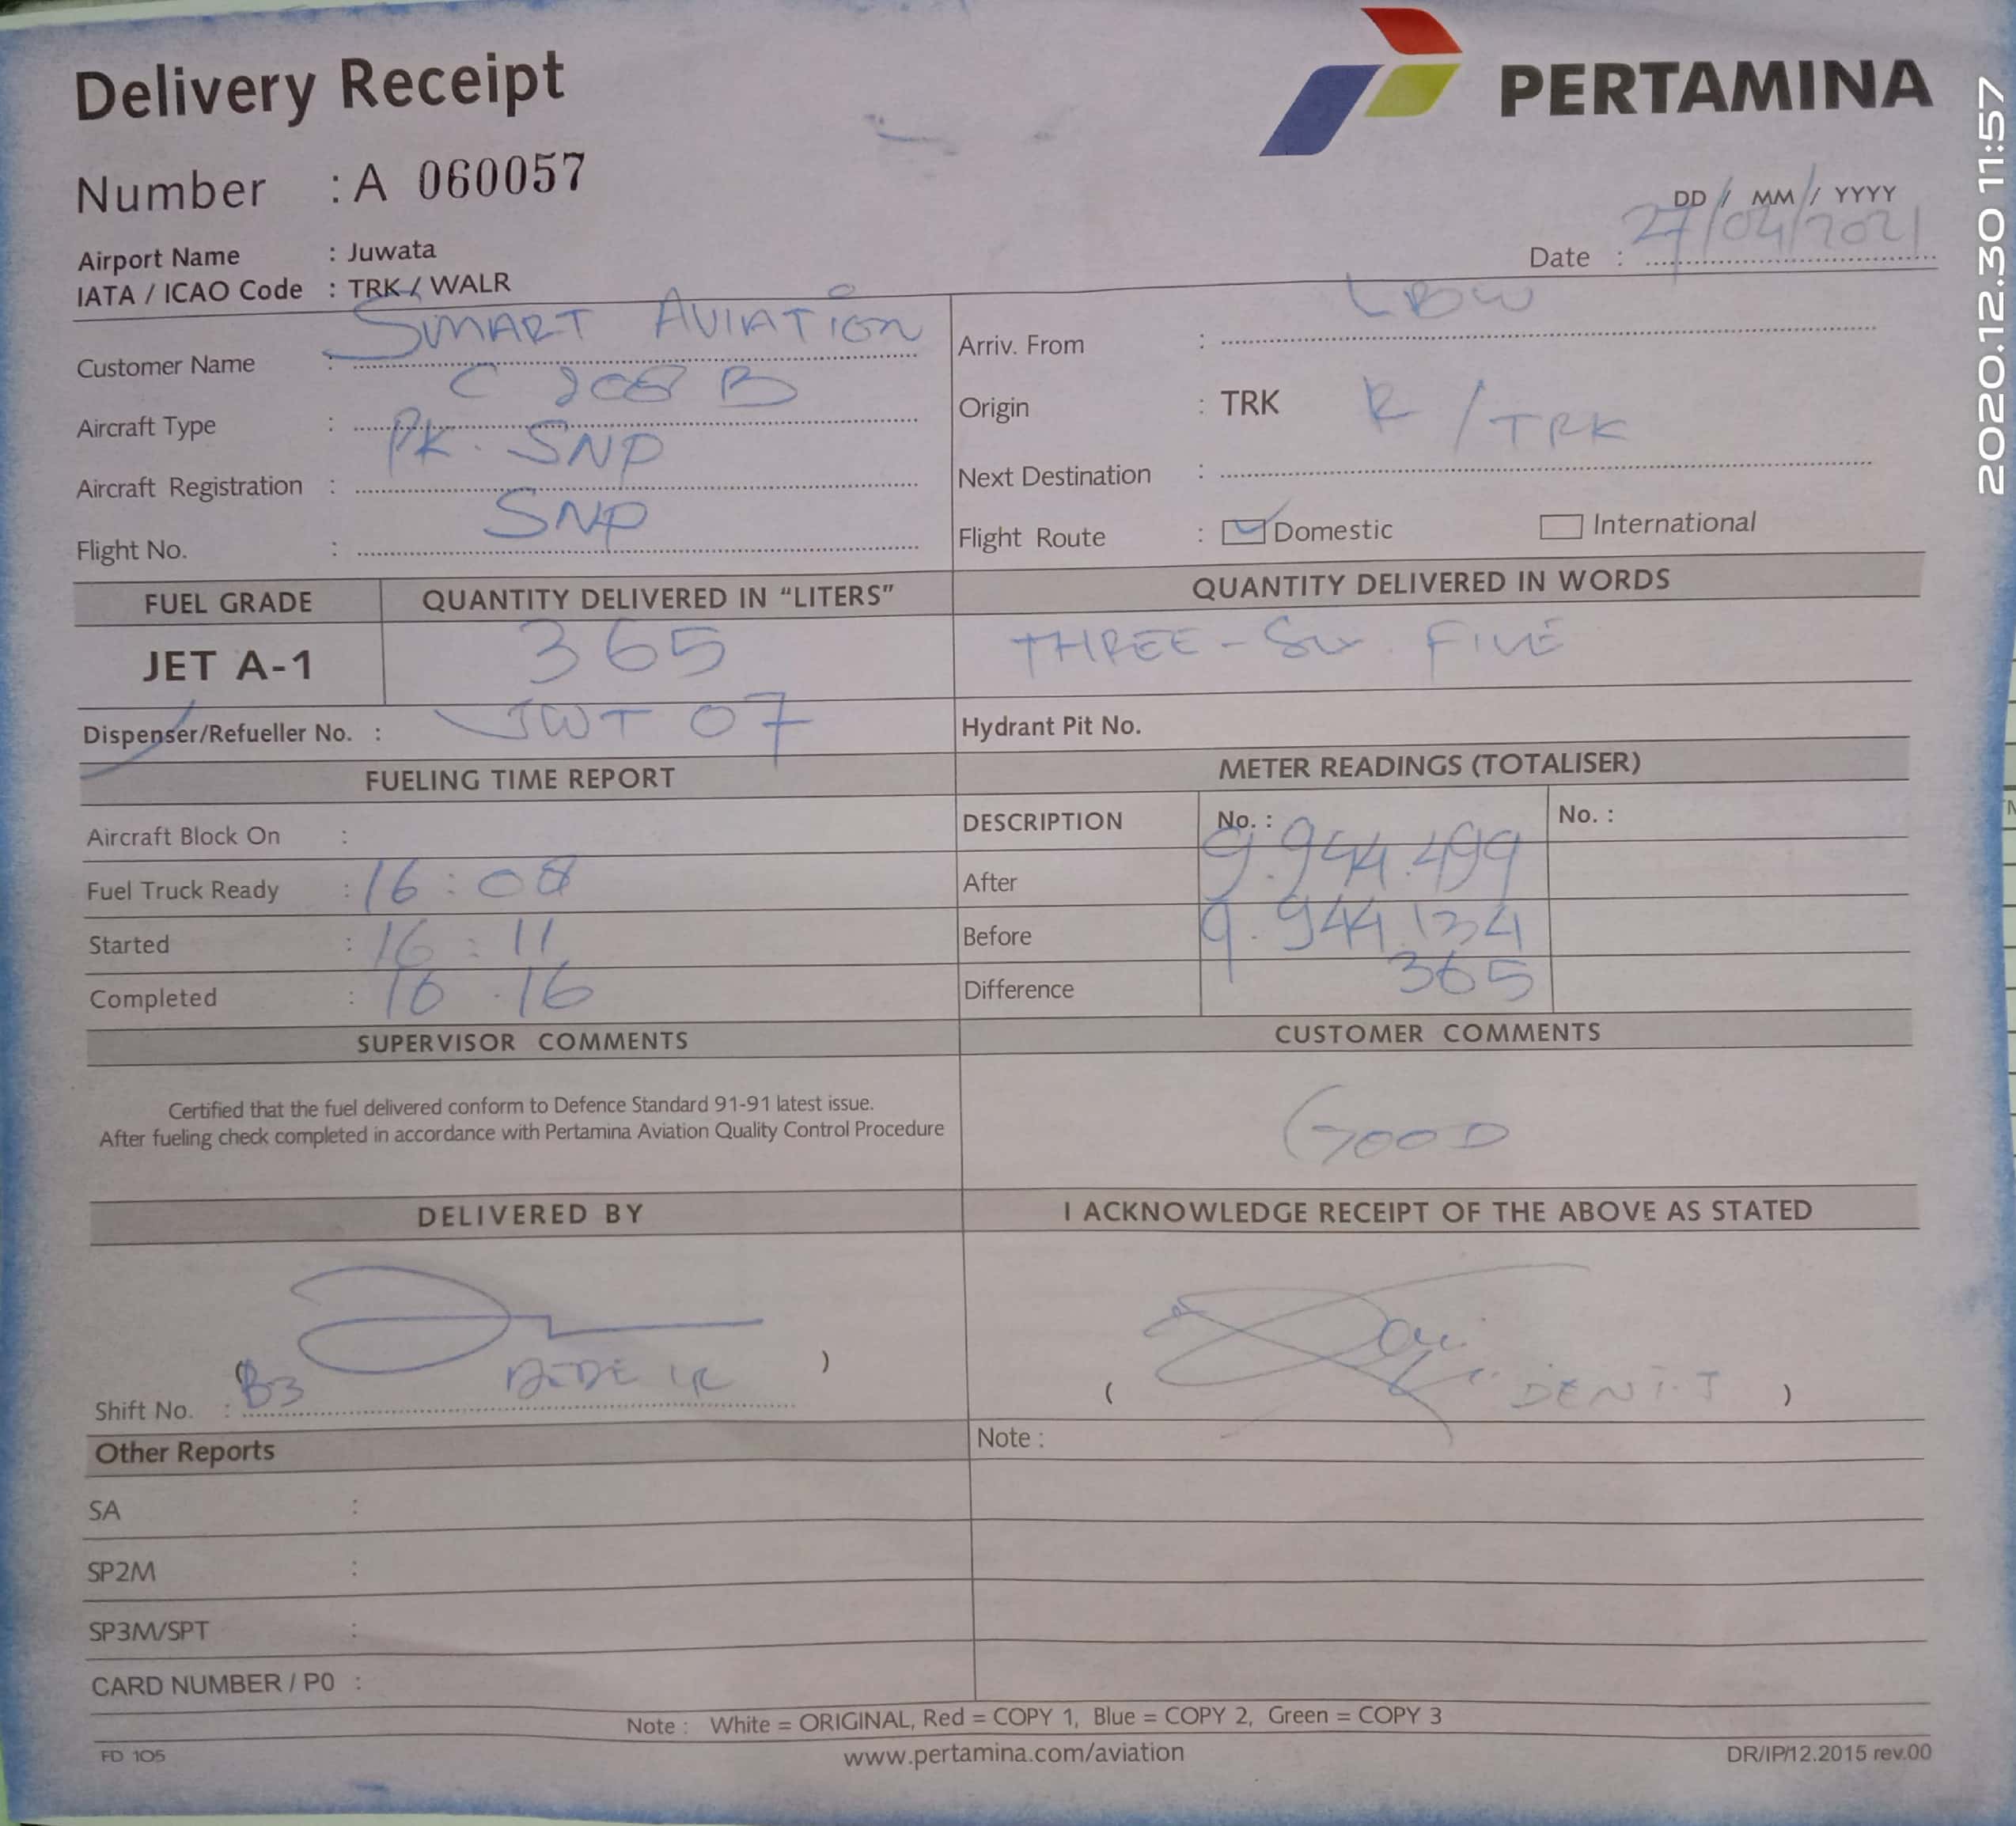 Delivery Receipt
PERTAMINA
Number : A 060057
DD / MM / YYYY
Airport Name : Juwata
Date : 27/04/2021
IATA / ICAO Code : TRK / WALR
Customer Name : SMART AVIATION
Arriv. From : LBW
Aircraft Type : C 208 B
Origin : TRK R / TRK
Aircraft Registration : PK. SNP
Next Destination :
Flight No. : SNP
Flight Route : Domestic International
FUEL GRADE QUANTITY DELIVERED IN “LITERS” QUANTITY DELIVERED IN WORDS
JET A-1 365 THREE - SIX FIVE
Dispenser/Refueller No. : JWT 07 Hydrant Pit No.
FUELING TIME REPORT METER READINGS (TOTALISER)
Aircraft Block On : DESCRIPTION No. : No. :
Fuel Truck Ready : 16 : 08 After 9.944.499
Started : 16 : 11 Before 9.944.134
Completed : 16 . 16 Difference 365
SUPERVISOR COMMENTS CUSTOMER COMMENTS
Certified that the fuel delivered conform to Defence Standard 91-91 latest issue.
After fueling check completed in accordance with Pertamina Aviation Quality Control Procedure
GOOD
DELIVERED BY I ACKNOWLEDGE RECEIPT OF THE ABOVE AS STATED
Shift No. : ( B3 )
( DENI.J )
Other Reports Note :
SA :
SP2M :
SP3M/SPT :
CARD NUMBER / P0 :
Note : White = ORIGINAL, Red = COPY 1, Blue = COPY 2, Green = COPY 3
FD 105 www.pertamina.com/aviation DR/IP/12.2015 rev.00
2020.12.30 11:57